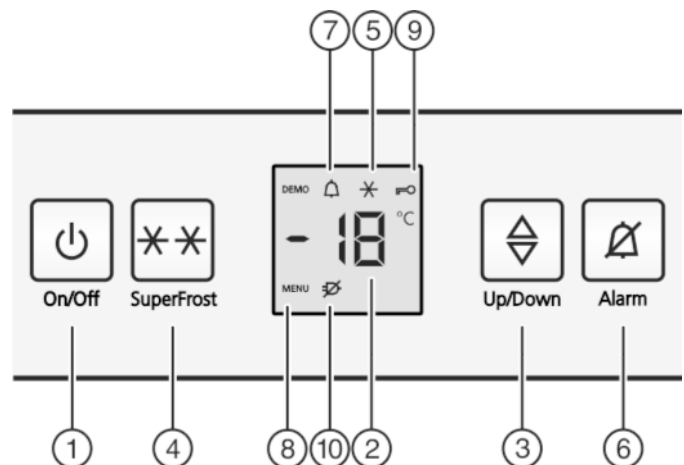 7 5 9
DEMO
-18 °C
MENU
On/Off SuperFrost Up/Down Alarm
1 4 8 10 2 3 6